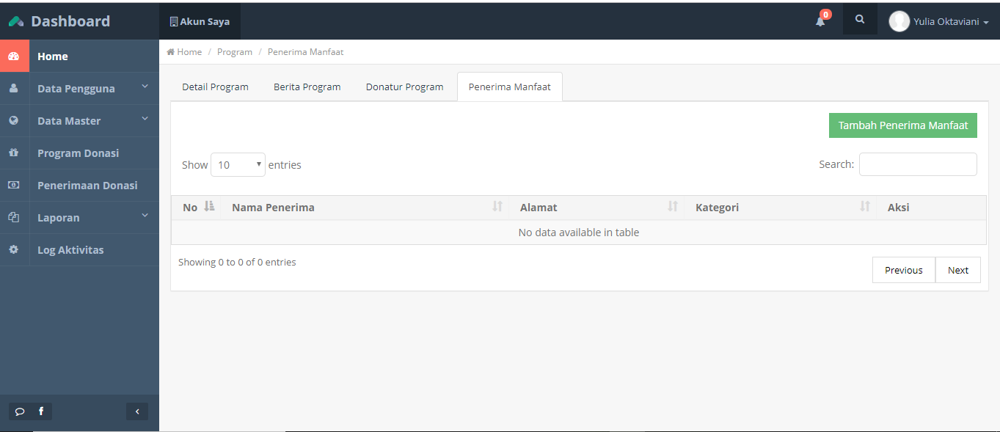 Dashboard
Akun Saya
0
Yulia Oktaviani
Home
Data Pengguna
Data Master
Program Donasi
Penerimaan Donasi
Laporan
Log Aktivitas
Home / Program / Penerima Manfaat
Detail Program
Berita Program
Donatur Program
Penerima Manfaat
Tambah Penerima Manfaat
Show 10 entries
Search:
No Nama Penerima Alamat Kategori Aksi
No data available in table
Showing 0 to 0 of 0 entries
Previous Next